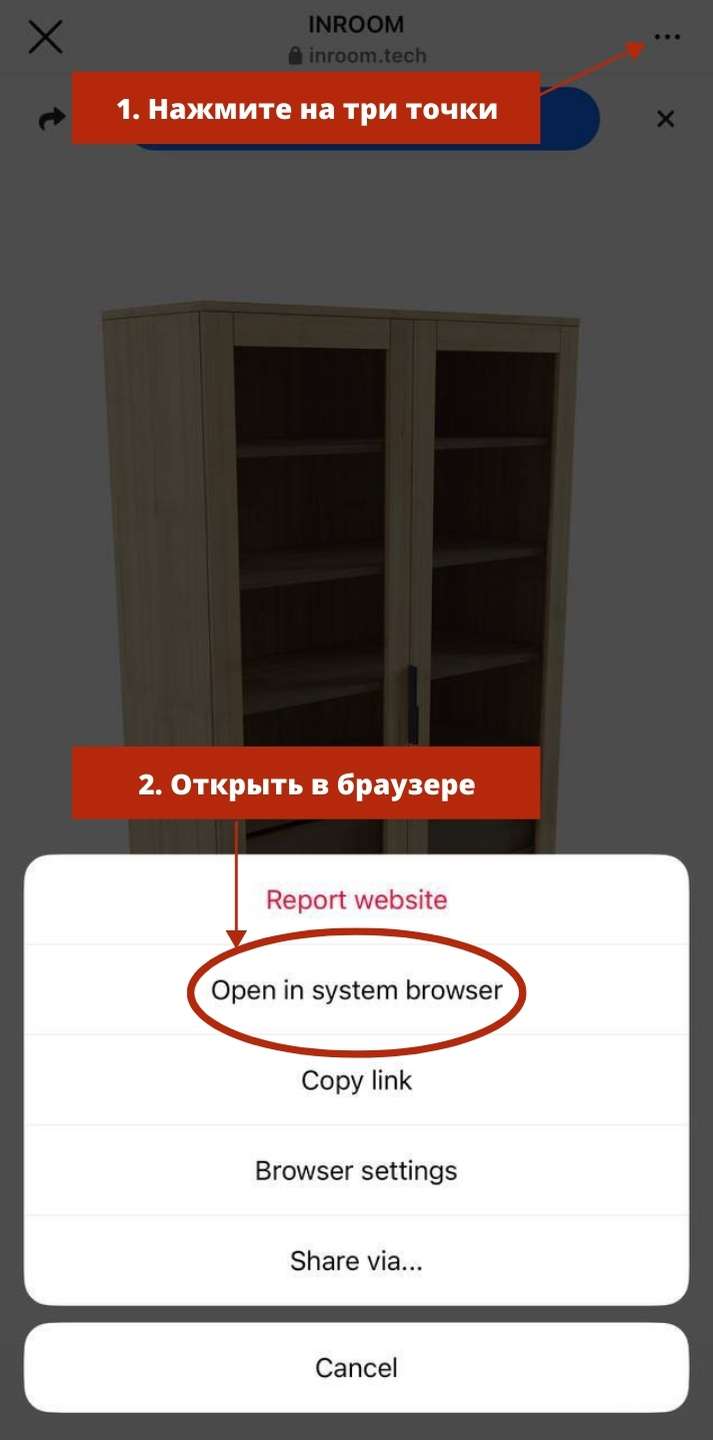 INROOM
inroom.tech
1. Нажмите на три точки
2. Открыть в браузере
Report website
Open in system browser
Copy link
Browser settings
Share via...
Cancel